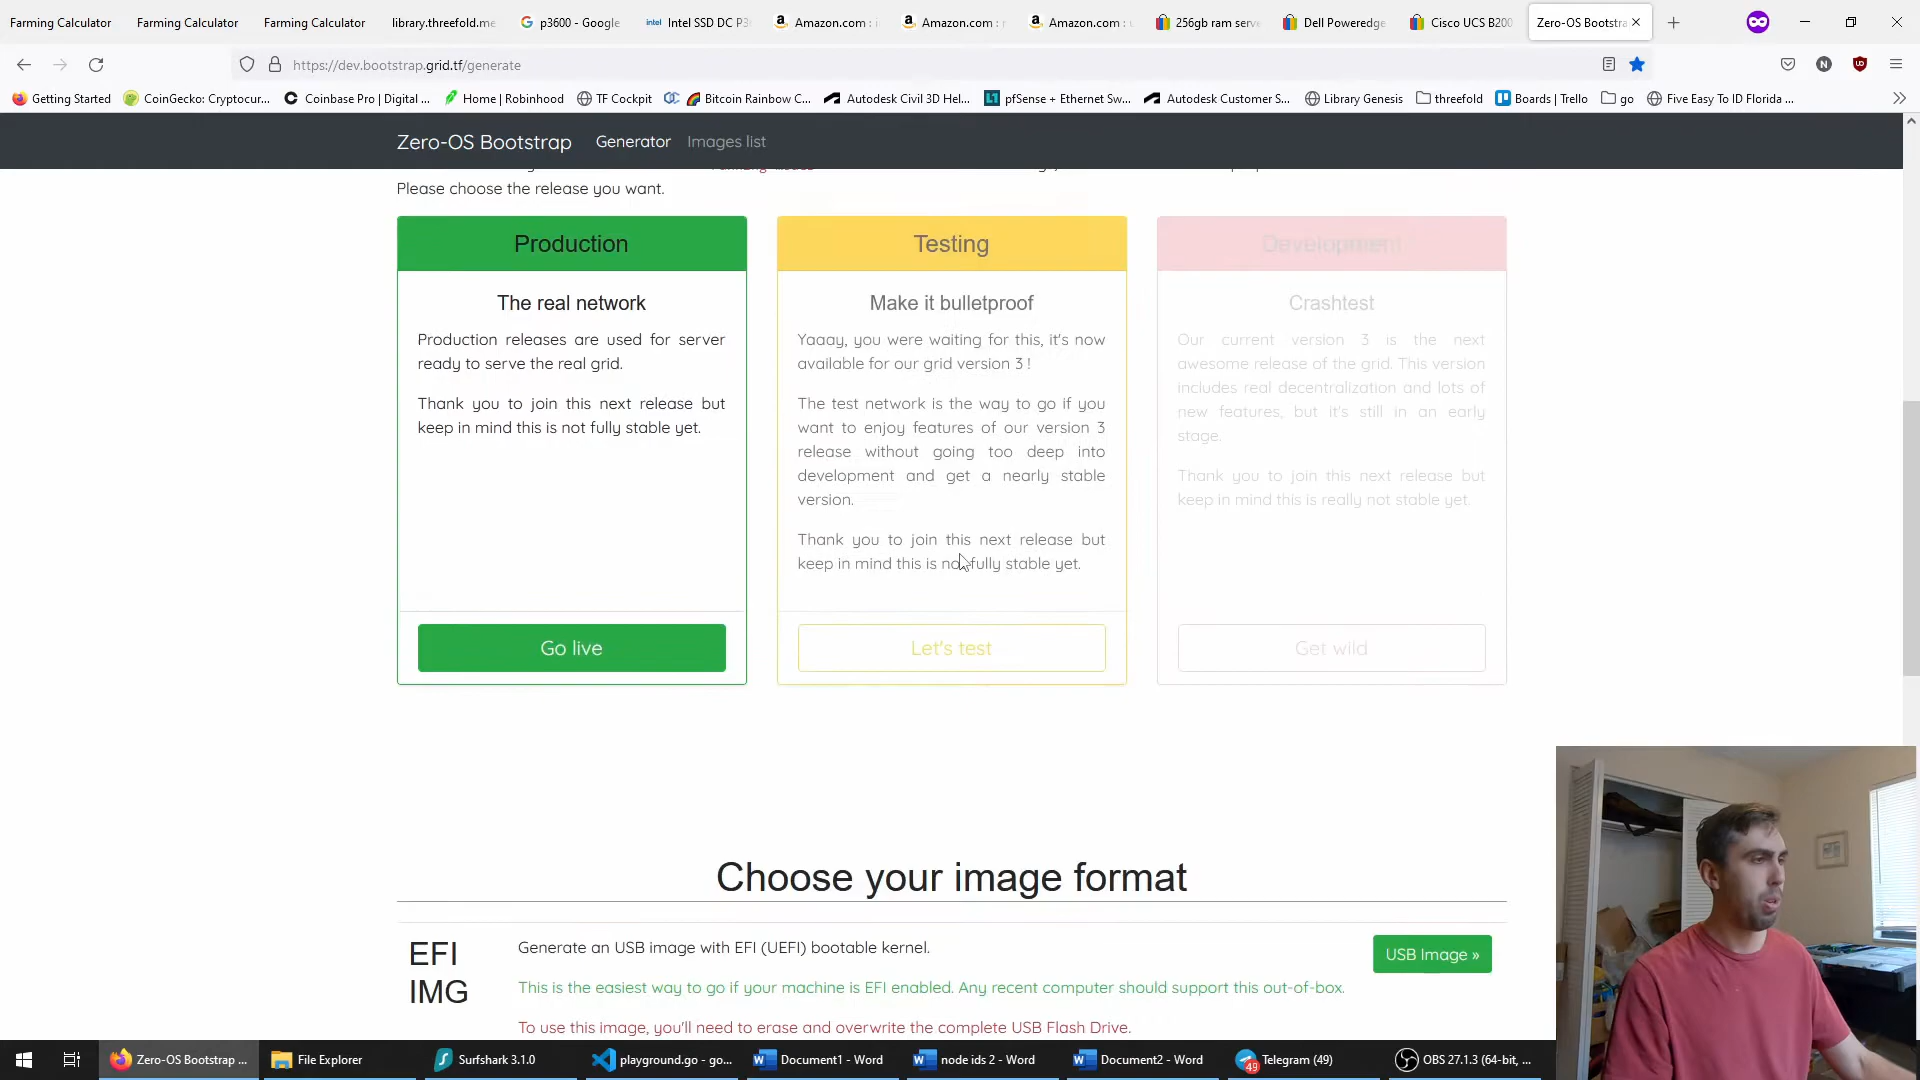 Farming Calculator
Farming Calculator
Farming Calculator
library.threefold.me
p3600 - Google
Intel SSD DC P3
Amazon.com :
Amazon.com :
Amazon.com :
256gb ram serv
Dell Poweredge
Cisco UCS B200
Zero-OS Bootstra
https://dev.bootstrap.grid.tf/generate
Getting Started
CoinGecko: Cryptocur...
Coinbase Pro | Digital ...
Home | Robinhood
TF Cockpit
Bitcoin Rainbow C...
Autodesk Civil 3D Hel...
pfSense + Ethernet Sw...
Autodesk Customer S...
Library Genesis
threefold
Boards | Trello
go
Five Easy To ID Florida ...
Zero-OS Bootstrap
Generator
Images list
Please choose the release you want.
Production
The real network
Production releases are used for server
ready to serve the real grid.
Thank you to join this next release but
keep in mind this is not fully stable yet.
Go live
Testing
Make it bulletproof
Yaaay, you were waiting for this, it's now
available for our grid version 3 !
The test network is the way to go if you
want to enjoy features of our version 3
release without going too deep into
development and get a nearly stable
version.
Thank you to join this next release but
keep in mind this is not fully stable yet.
Let's test
Development
Crashtest
Our current version 3 is the next
awesome release of the grid. This version
includes real decentralization and lots of
new features, but it's still in an early
stage.
Thank you to join this next release but
keep in mind this is really not stable yet.
Get wild
Choose your image format
EFI
IMG
Generate an USB image with EFI (UEFI) bootable kernel.
This is the easiest way to go if your machine is EFI enabled. Any recent computer should support this out-of-box.
To use this image, you'll need to erase and overwrite the complete USB Flash Drive.
USB Image »
Zero-OS Bootstrap ...
File Explorer
Surfshark 3.1.0
playground.go - go...
Document1 - Word
node ids 2 - Word
Document2 - Word
Telegram (49)
49
OBS 27.1.3 (64-bit, ...